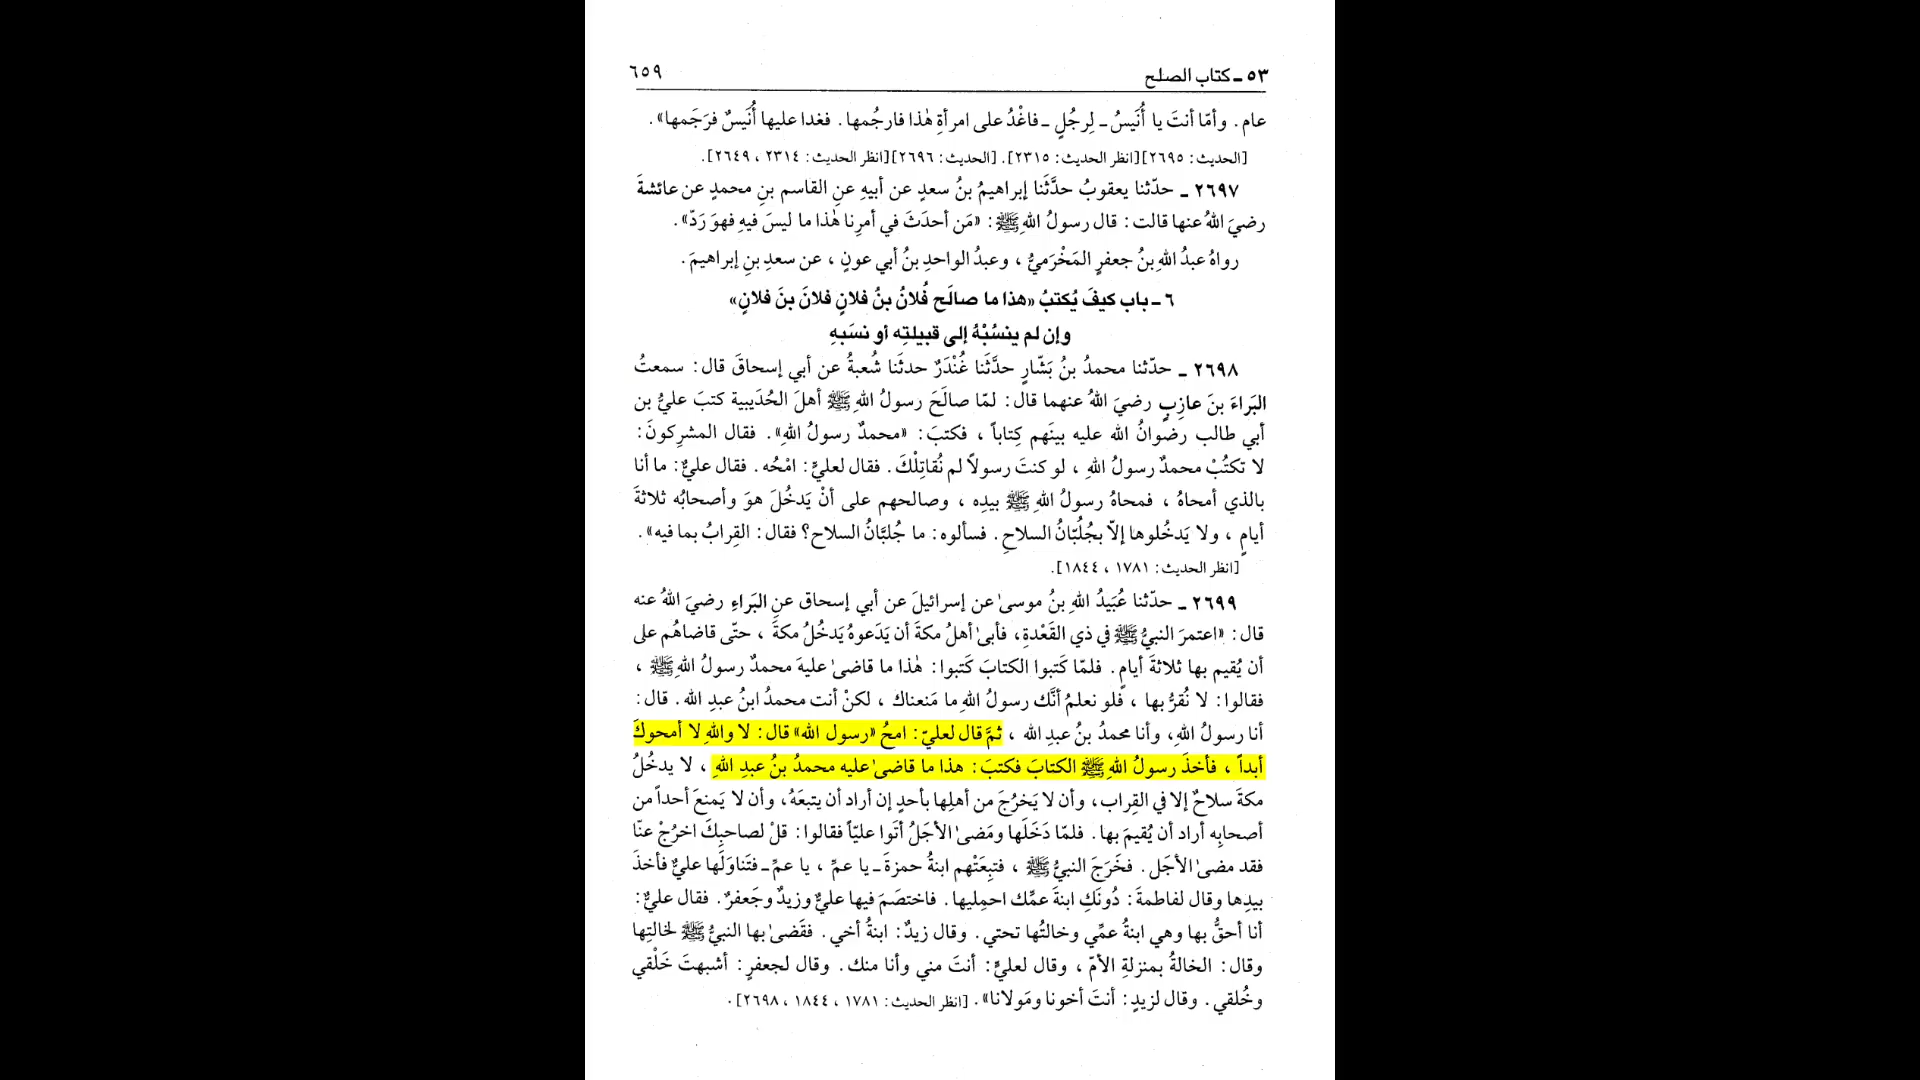 ٥٣ ـ كتاب الصلح ٦٥٩
عام. وأمّا أنتَ يا أُنَيسُ ـ لِرجُلٍ ـ فاغْدُ على امرأةِ هٰذا فارجُمها. فغدا عليها أُنَيسٌ فرَجَمها».
[الحديث: ٢٦٩٥][انظر الحديث: ٢٣١٥]. [الحديث: ٢٦٩٦][انظر الحديث: ٢٣١٤ ، ٢٦٤٩].
٢٦٩٧ ـ حدّثنا يعقوبُ حدَّثَنا إبراهيمُ بنُ سعدٍ عن أبيهِ عنِ القاسم بنِ محمدٍ عن عائشةَ
رضيَ اللهُ عنها قالت: قال رسولُ اللهِ ﷺ: «مَن أحدَثَ في أمرِنا هٰذا ما ليسَ فيهِ فهوَ رَدّ».
رواهُ عبدُ اللهِ بنُ جعفرٍ المَخْرَميُّ ، وعبدُ الواحدِ بنُ أبي عونٍ ، عن سعدِ بنِ إبراهيمَ.
٦ ـ باب كيفَ يُكتبُ «هذا ما صالَح فُلانُ بنُ فلانٍ فلانَ بنَ فلانٍ»
وإن لم ينسُبْهُ إلى قبيلتِه أو نسَبهِ
٢٦٩٨ ـ حدّثنا محمدُ بنُ بَشّارٍ حدَّثَنا غُنْدَرٌ حدثَنا شُعبةُ عن أبي إسحاقَ قال: سمعتُ
البَراءَ بنَ عازِبٍ رضيَ اللهُ عنهما قال: لمّا صالَحَ رسولُ اللهِ ﷺ أهلَ الحُدَيبية كتبَ عليُّ بن
أبي طالب رضوانُ الله عليه بينَهم كِتاباً ، فكتبَ: «محمدٌ رسولُ اللهِ». فقال المشرِكونَ:
لا تكتُبْ محمدٌ رسولُ اللهِ ، لو كنتَ رسولاً لم نُقاتِلْكَ. فقال لعليٍّ: امْحُه. فقال عليٌّ: ما أنا
بالذي أمحاهُ ، فمحاهُ رسولُ اللهِ ﷺ بيدِه ، وصالحهم على أنْ يَدخُلَ هوَ وأصحابُه ثلاثةَ
أيامٍ ، ولا يَدخُلوها إلّا بجُلُبّانُ السلاحِ. فسألوه: ما جُلبَّانُ السلاح؟ فقال: القِرابُ بما فيه».
[انظر الحديث: ١٧٨١ ، ١٨٤٤].
٢٦٩٩ ـ حدّثنا عُبَيدُ اللهِ بنُ موسىٰ عن إسرائيلَ عن أبي إسحاق عنِ البَراءِ رضيَ اللهُ عنه
قال: «اعتمرَ النبيُّ ﷺ في ذي القَعْدةِ، فأبىٰ أهلُ مكةَ أن يَدَعوهُ يَدخُلُ مكةَ ، حتّى قاضاهُم على
أن يُقيم بها ثلاثةَ أيامٍ. فلمّا كَتبوا الكتابَ كَتبوا: هٰذا ما قاضىٰ عليهَ محمدٌ رسولُ اللهِ ﷺ ،
فقالوا: لا نُقرُّ بها ، فلو نعلمُ أنَّك رسولُ اللهِ ما مَنعناك ، لكنْ أنت محمدُ ابنُ عبدِ الله . قال:
أنا رسولُ اللهِ، وأنا محمدُ بنُ عبدِ الله ، ثمَّ قال لعليّ: امحُ «رسول الله» قال: لا واللهِ لا أمحوكَ
أبداً ، فأخذَ رسولُ اللهِ ﷺ الكتابَ فكتبَ: هذا ما قاضىٰ عليه محمدُ بنُ عبدِ اللهِ ، لا يدخُلُ
مكةَ سلاحٌ إلا في القِراب، وأن لا يَخرُجَ من أهلِها بأحدٍ إن أراد أن يتبعَهُ، وأن لا يَمنعَ أحداً من
أصحابِه أراد أن يُقيمَ بها. فلمّا دَخَلَها ومَضىٰ الأجَلُ أتَوا عليّاً فقالوا: قلْ لصاحبِكَ اخرُجْ عنّا
فقد مضىٰ الأجَل. فخَرَجَ النبيُّ ﷺ ، فتبِعَتْهم ابنةُ حمزةَ ـ يا عمِّ ، يا عمِّ ـ فتَناوَلَها عليٌّ فأخذَ
بيدِها وقال لفاطمةَ: دُونَكِ ابنةَ عمِّك احمِليها. فاختصَمَ فيها عليٌّ وزيدٌ وجَعفرٌ. فقال عليٌّ:
أنا أحقُّ بها وهي ابنةُ عمِّي وخالتُها تحتي. وقال زيدٌ: ابنةُ أخي. فقَضىٰ بها النبيُّ ﷺ لخالتِها
وقال: الخالةُ بمنزلةِ الأمّ ، وقال لعليٍّ: أنتَ مني وأنا منك. وقال لجعفرٍ: أشبهتَ خَلْقي
وخُلقي. وقال لزيدٍ: أنتَ أخونا ومَولانا». [انظر الحديث: ١٧٨١ ، ١٨٤٤ ، ٢٦٩٨].